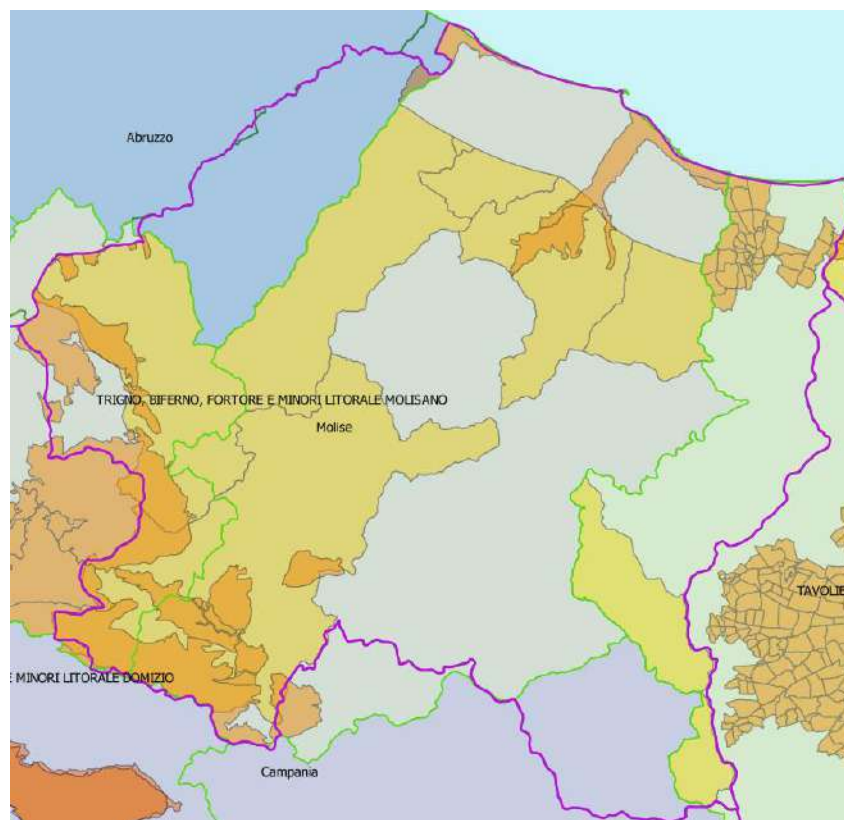 Abruzzo
TRIGNO, BIFERNO, FORTORE E MINORI LITORALE MOLISANO
Molise
TAVOLIE
E MINORI LITORALE DOMIZIO
Campania